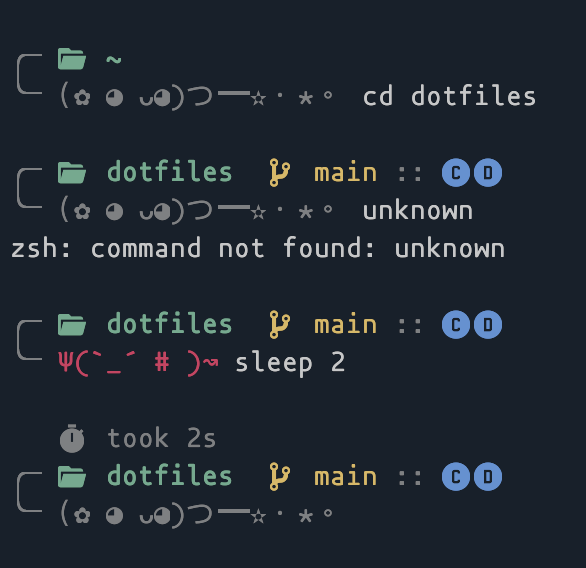 ~
(✿ ◕ ᴗ◕)つ━━☆・*。 cd dotfiles
dotfiles main :: Ⓒ Ⓓ
(✿ ◕ ᴗ◕)つ━━☆・*。 unknown
zsh: command not found: unknown
dotfiles main :: Ⓒ Ⓓ
Ψ(`_´ # )↝ sleep 2
took 2s
dotfiles main :: Ⓒ Ⓓ
(✿ ◕ ᴗ◕)つ━━☆・*。